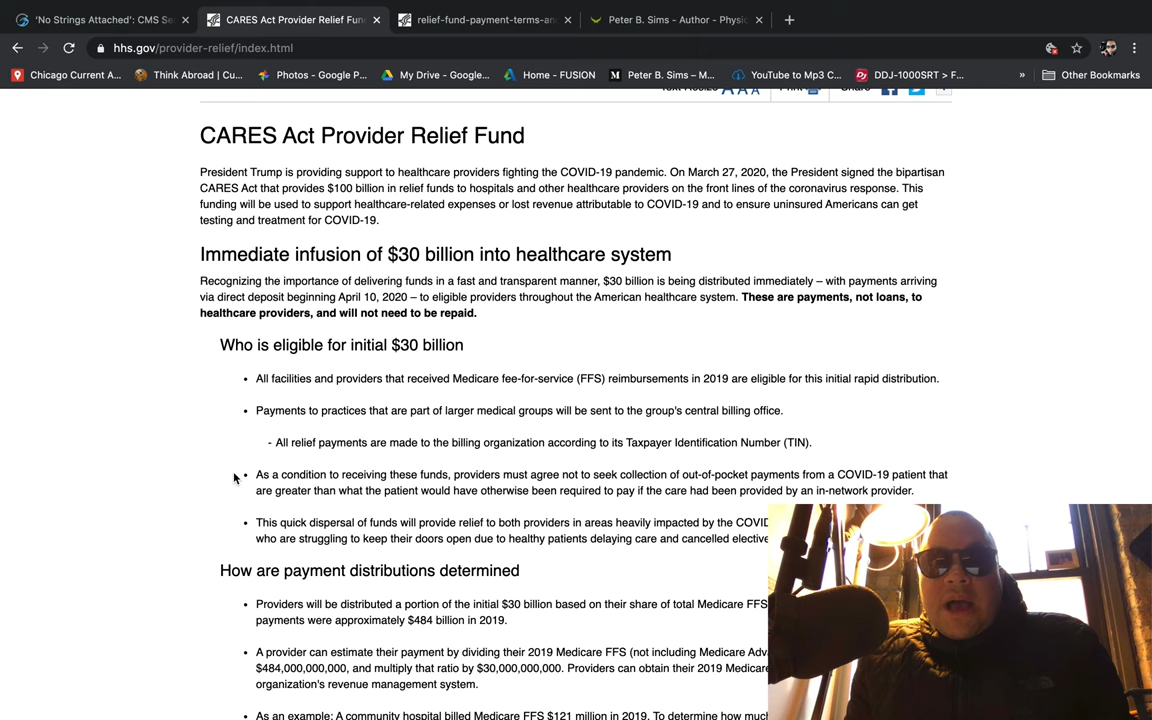 'No Strings Attached': CMS Se
CARES Act Provider Relief Fun
relief-fund-payment-terms-an
Peter B. Sims - Author - Physic
hhs.gov/provider-relief/index.html
Chicago Current A...
Think Abroad | Cu...
Photos - Google P...
My Drive - Google...
Home - FUSION
Peter B. Sims – M...
YouTube to Mp3 C...
DDJ-1000SRT > F...
»
Other Bookmarks
Text Resize A A A
Print
Share
CARES Act Provider Relief Fund
President Trump is providing support to healthcare providers fighting the COVID-19 pandemic. On March 27, 2020, the President signed the bipartisan
CARES Act that provides $100 billion in relief funds to hospitals and other healthcare providers on the front lines of the coronavirus response. This
funding will be used to support healthcare-related expenses or lost revenue attributable to COVID-19 and to ensure uninsured Americans can get
testing and treatment for COVID-19.
Immediate infusion of $30 billion into healthcare system
Recognizing the importance of delivering funds in a fast and transparent manner, $30 billion is being distributed immediately – with payments arriving
via direct deposit beginning April 10, 2020 – to eligible providers throughout the American healthcare system. These are payments, not loans, to
healthcare providers, and will not need to be repaid.
Who is eligible for initial $30 billion
• All facilities and providers that received Medicare fee-for-service (FFS) reimbursements in 2019 are eligible for this initial rapid distribution.
• Payments to practices that are part of larger medical groups will be sent to the group's central billing office.
- All relief payments are made to the billing organization according to its Taxpayer Identification Number (TIN).
• As a condition to receiving these funds, providers must agree not to seek collection of out-of-pocket payments from a COVID-19 patient that
are greater than what the patient would have otherwise been required to pay if the care had been provided by an in-network provider.
• This quick dispersal of funds will provide relief to both providers in areas heavily impacted by the COVID
who are struggling to keep their doors open due to healthy patients delaying care and cancelled elective
How are payment distributions determined
• Providers will be distributed a portion of the initial $30 billion based on their share of total Medicare FFS
payments were approximately $484 billion in 2019.
• A provider can estimate their payment by dividing their 2019 Medicare FFS (not including Medicare Adv
$484,000,000,000, and multiply that ratio by $30,000,000,000. Providers can obtain their 2019 Medicare
organization's revenue management system.
• As an example: A community hospital billed Medicare FFS $121 million in 2019. To determine how much